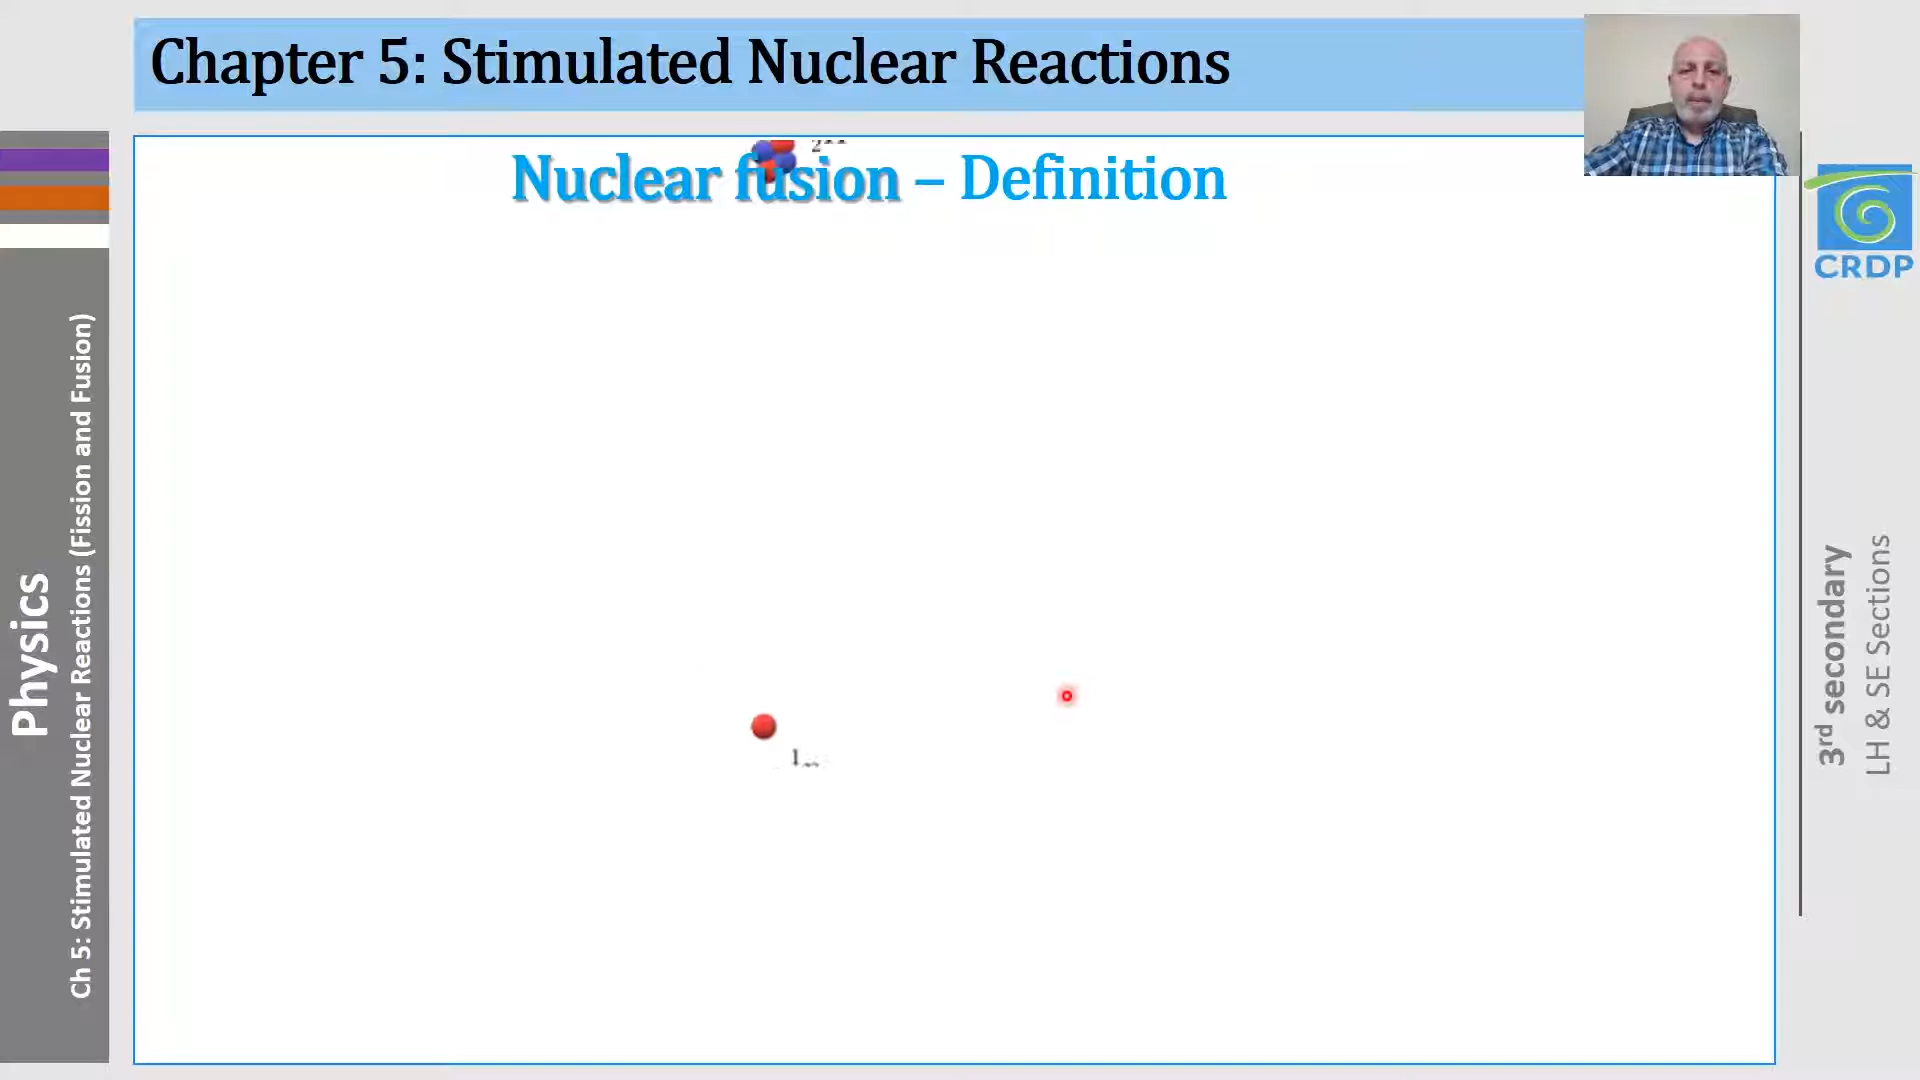 Chapter 5: Stimulated Nuclear Reactions
Nuclear fusion – Definition
Physics
Ch 5: Stimulated Nuclear Reactions (Fission and Fusion)
CRDP
3rd secondary
LH & SE Sections